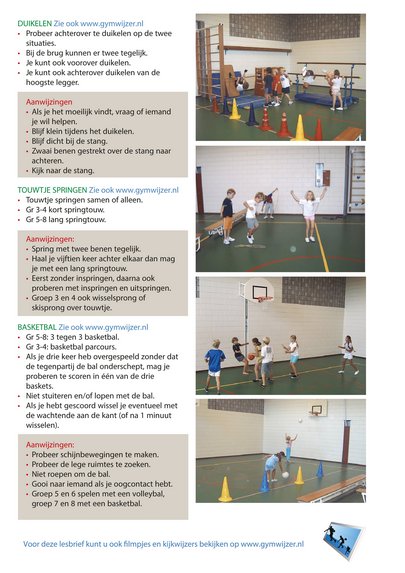 DUIKELEN Zie ook www.gymwijzer.nl
• Probeer achterover te duikelen op de twee
situaties.
• Bij de brug kunnen er twee tegelijk.
• Je kunt ook voorover duikelen.
• Je kunt ook achterover duikelen van de
hoogste legger.
Aanwijzingen
• Als je het moeilijk vindt, vraag of iemand
je wil helpen.
• Blijf klein tijdens het duikelen.
• Blijf dicht bij de stang.
• Zwaai benen gestrekt over de stang naar
achteren.
• Kijk naar de stang.
TOUWTJE SPRINGEN Zie ook www.gymwijzer.nl
• Touwtje springen samen of alleen.
• Gr 3-4 kort springtouw.
• Gr 5-8 lang springtouw.
Aanwijzingen:
• Spring met twee benen tegelijk.
• Haal je vijftien keer achter elkaar dan mag
je met een lang springtouw.
• Eerst zonder inspringen, daarna ook
proberen met inspringen en uitspringen.
• Groep 3 en 4 ook wisselsprong of
skisprong over touwtje.
BASKETBAL Zie ook www.gymwijzer.nl
• Gr 5-8: 3 tegen 3 basketbal.
• Gr 3-4: basketbal parcours.
• Als je drie keer heb overgespeeld zonder dat
de tegenpartij de bal onderschept, mag je
proberen te scoren in één van de drie
baskets.
• Niet stuiteren en/of lopen met de bal.
• Als je hebt gescoord wissel je eventueel met
de wachtende aan de kant (of na 1 minuut
wisselen).
Aanwijzingen:
• Probeer schijnbewegingen te maken.
• Probeer de lege ruimtes te zoeken.
• Niet roepen om de bal.
• Gooi naar iemand als je oogcontact hebt.
• Groep 5 en 6 spelen met een volleybal,
groep 7 en 8 met een basketbal.
Voor deze lesbrief kunt u ook filmpjes en kijkwijzers bekijken op www.gymwijzer.nl